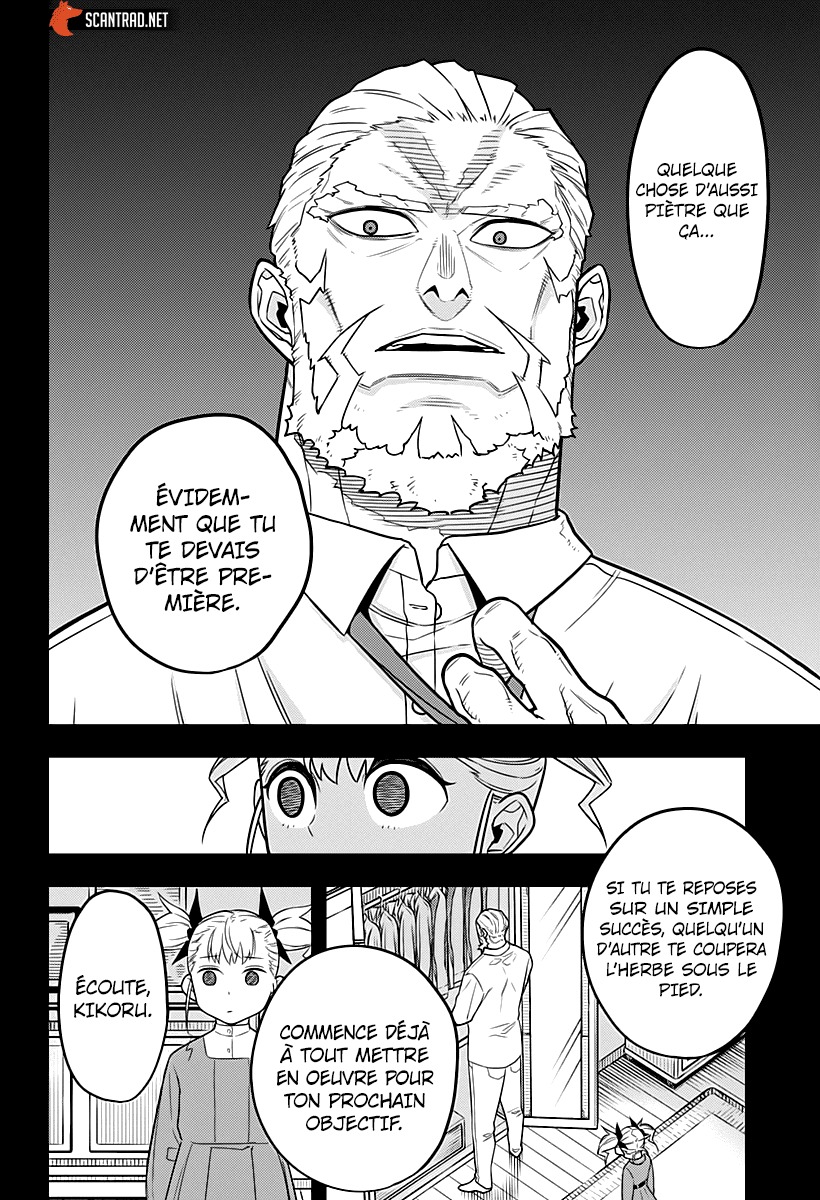 SCANTRAD.NET
QUELQUE
CHOSE D'AUSSI
PIÈTRE QUE
ÇA...
ÉVIDEM-
MENT QUE TU
TE DEVAIS
D'ÊTRE PRE-
MIÈRE.
SI TU TE REPOSES
SUR UN SIMPLE
SUCCÈS, QUELQU'UN
D'AUTRE TE COUPERA
L'HERBE SOUS LE
PIED.
COMMENCE DÉJÀ
À TOUT METTRE
EN OEUVRE POUR
TON PROCHAIN
OBJECTIF.
ÉCOUTE,
KIKORU.